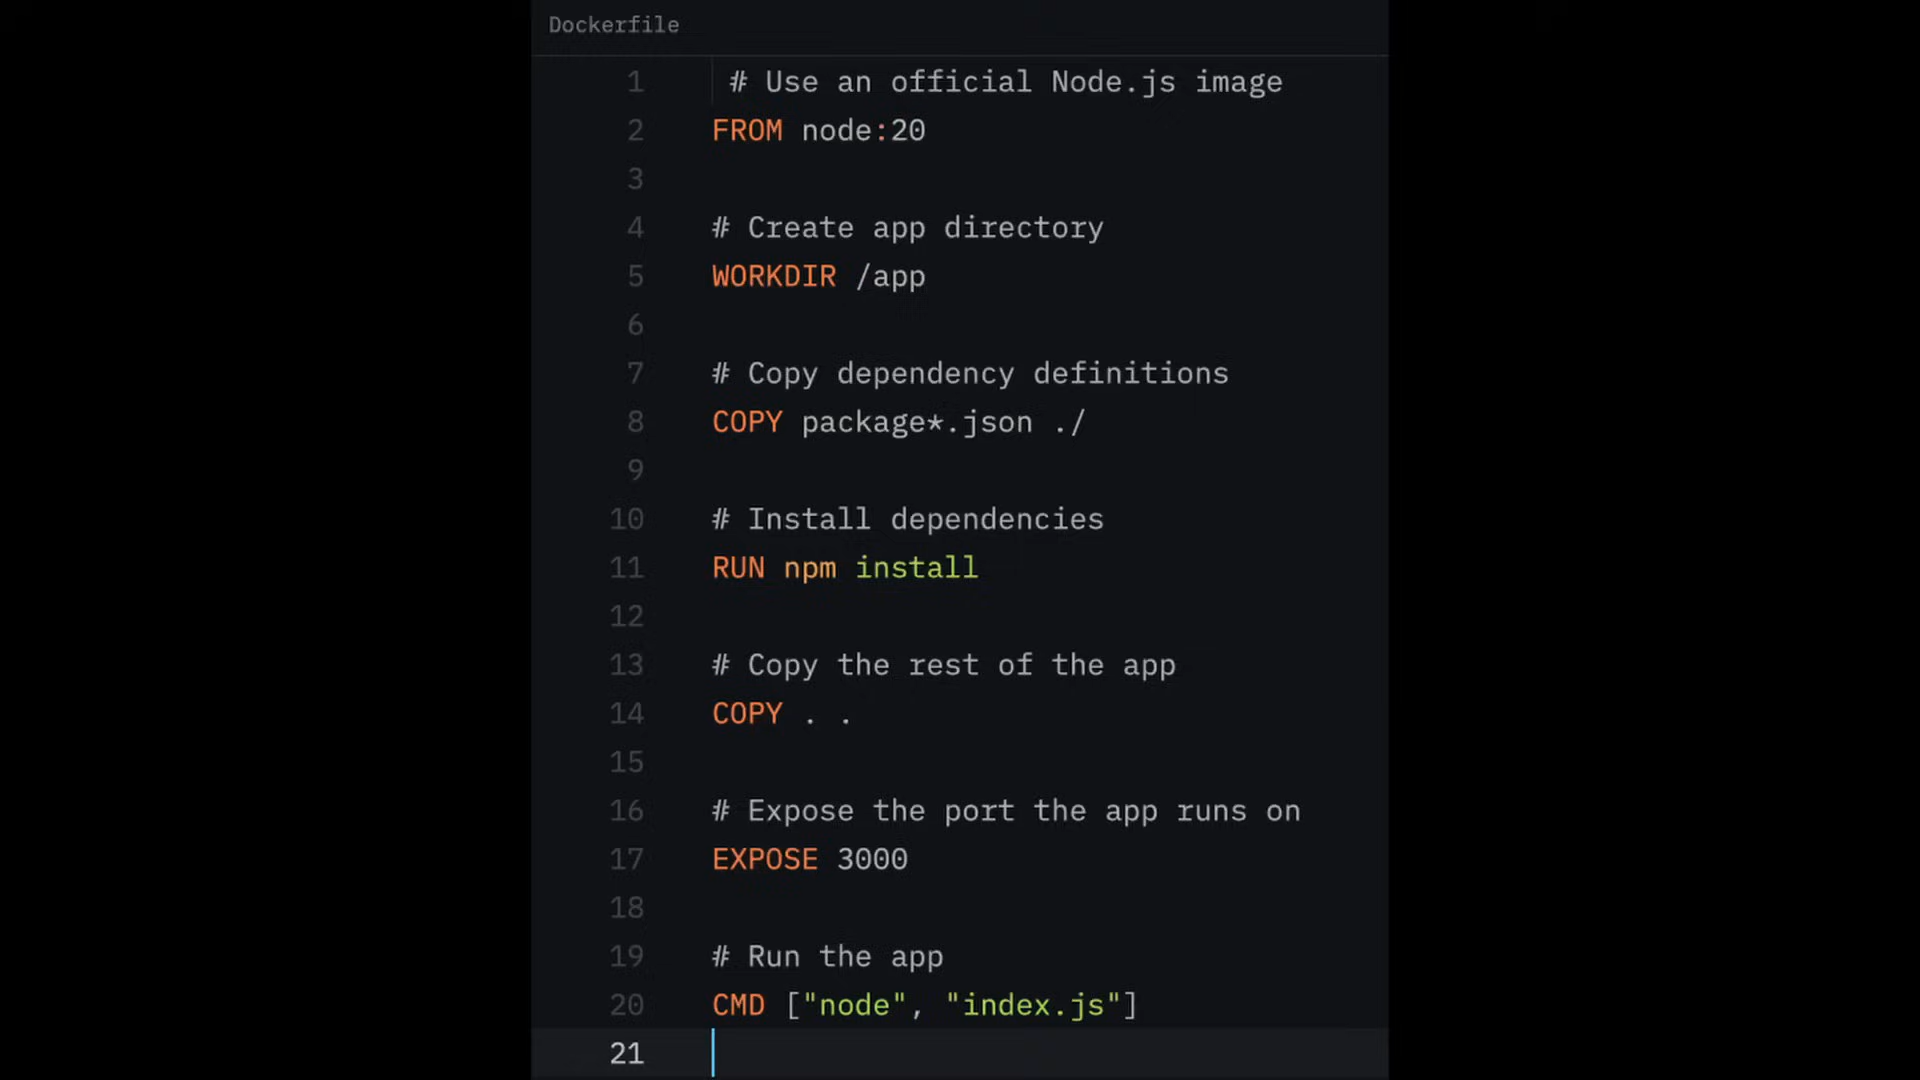 Dockerfile
1 # Use an official Node.js image
2 FROM node:20
3
4 # Create app directory
5 WORKDIR /app
6
7 # Copy dependency definitions
8 COPY package*.json ./
9
10 # Install dependencies
11 RUN npm install
12
13 # Copy the rest of the app
14 COPY . .
15
16 # Expose the port the app runs on
17 EXPOSE 3000
18
19 # Run the app
20 CMD ["node", "index.js"]
21